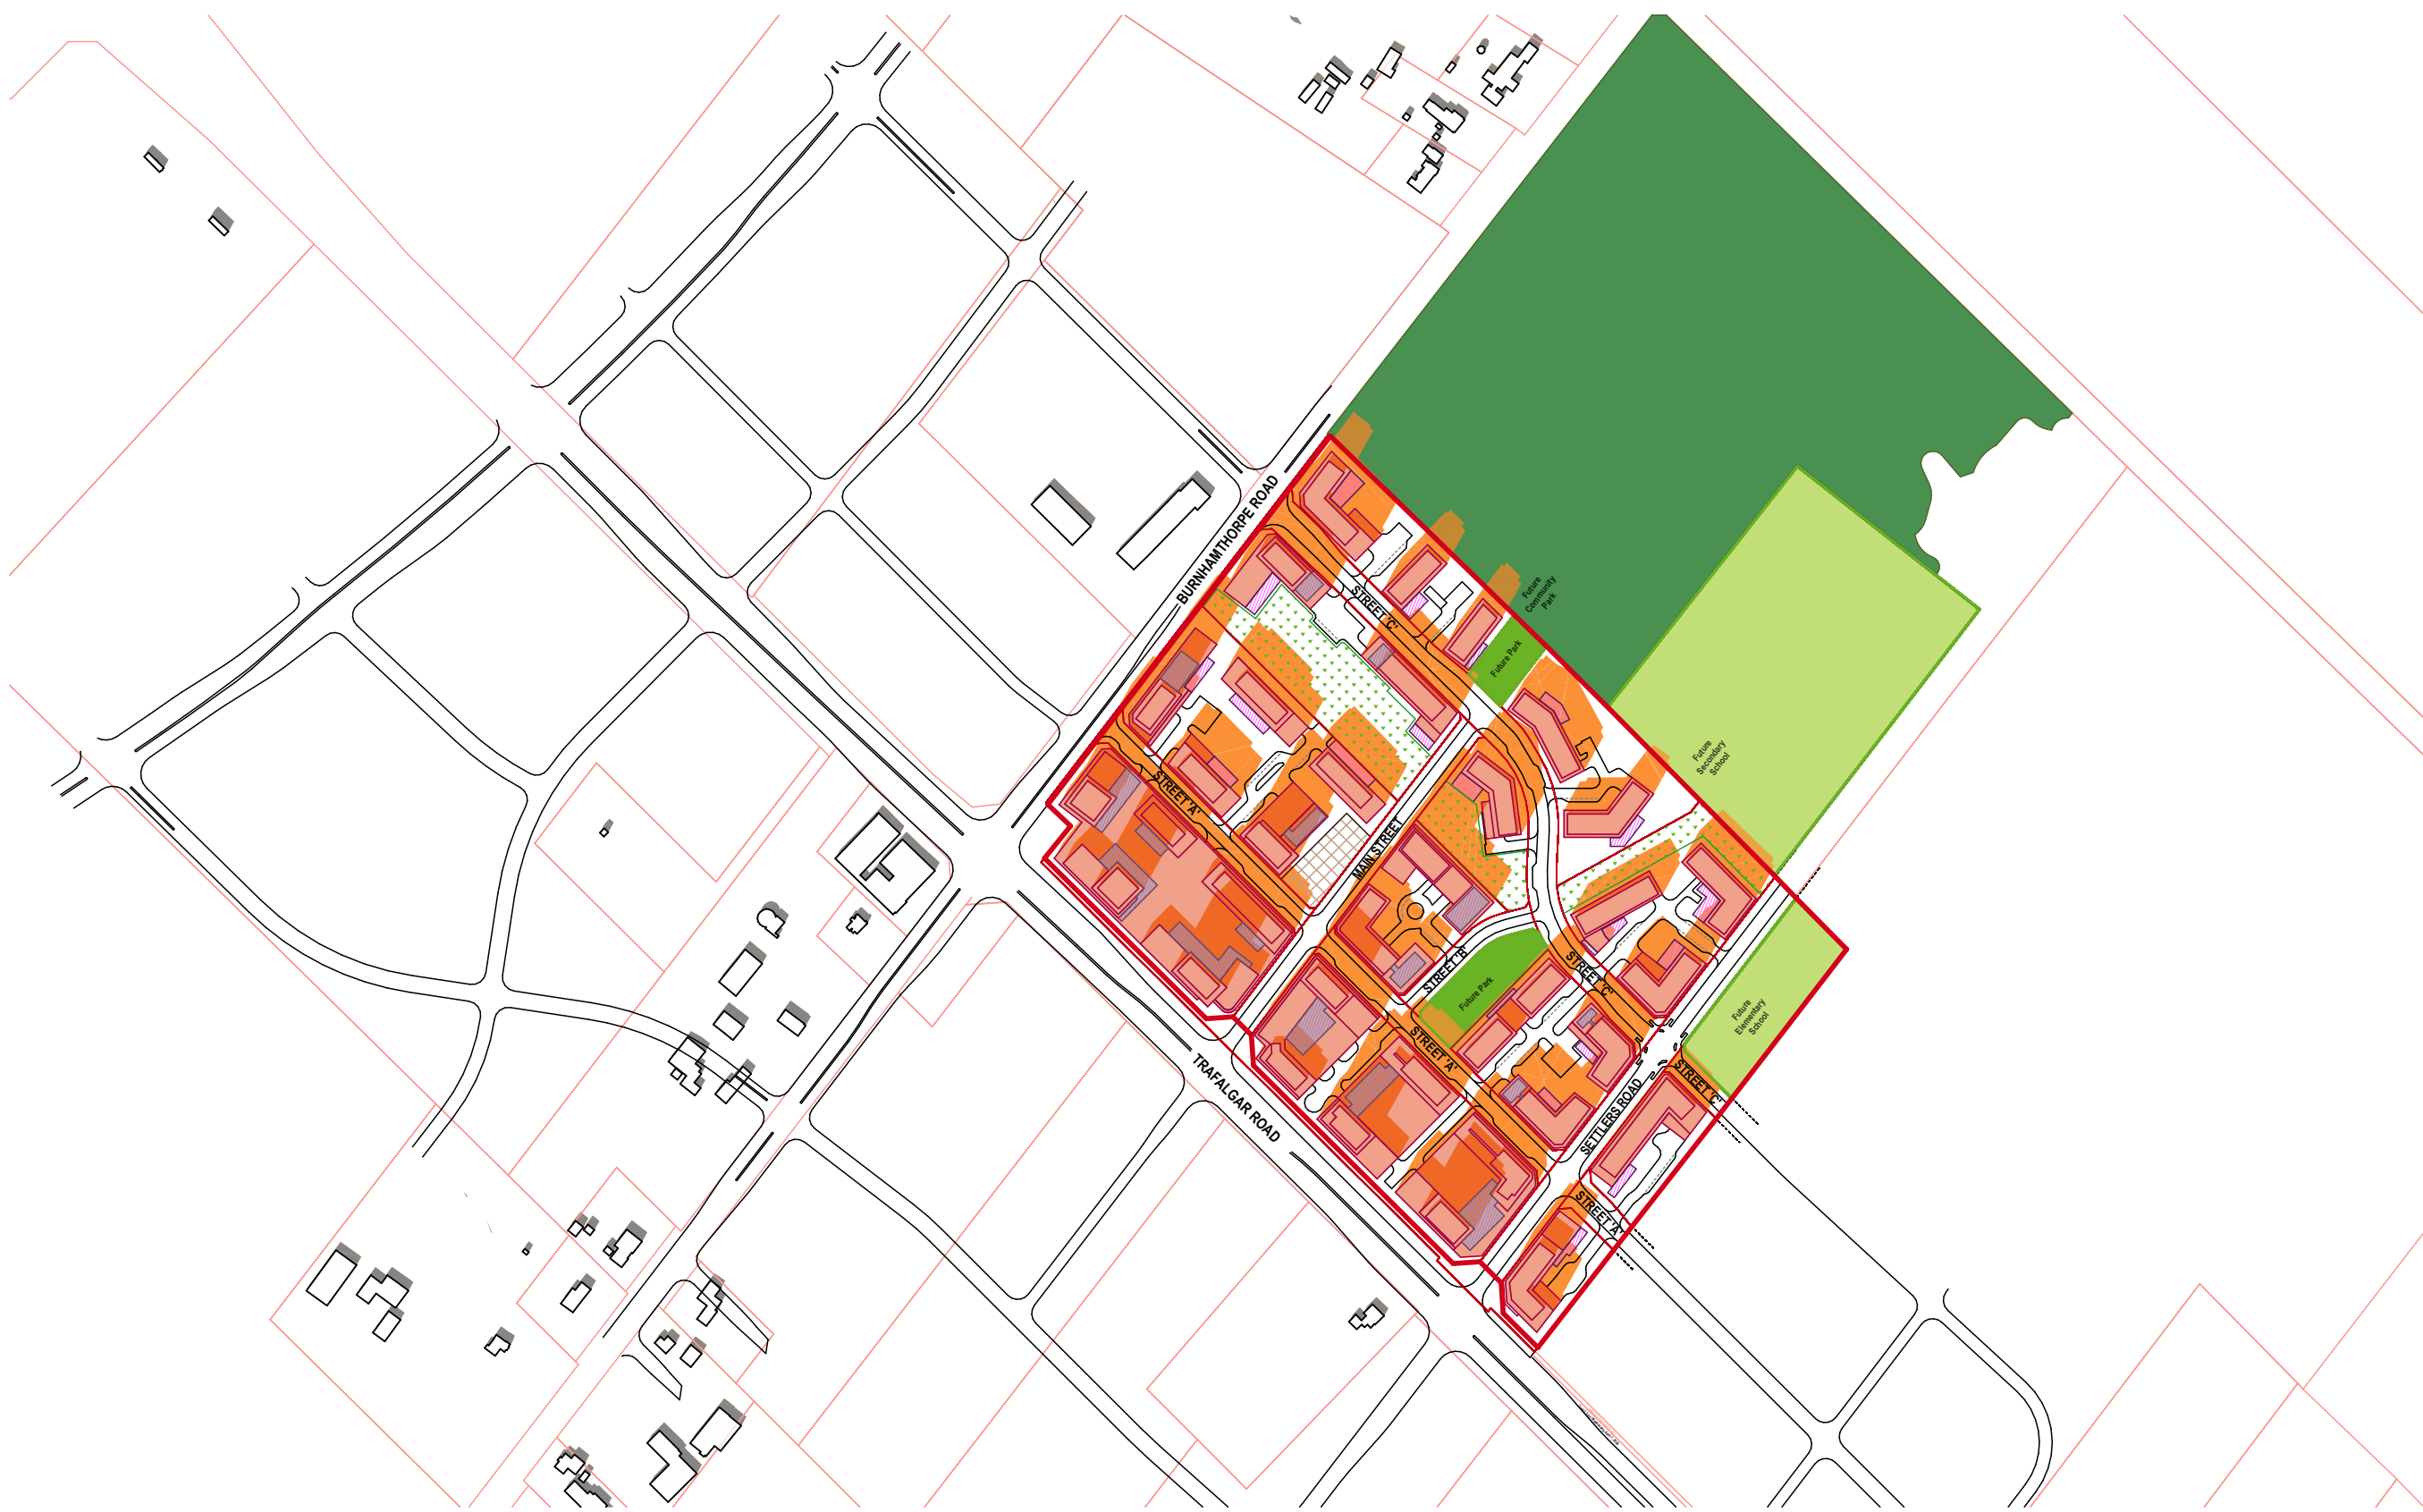 BURNHAMTHORPE ROAD
Future
Community
Park
STREET 'C'
Future Park
Future
Secondary
School
STREET 'A'
MAIN STREET
STREET 'B'
STREET 'C'
Future Park
Future
Elementary
School
STREET 'A'
STREET 'C'
TRAFALGAR ROAD
SETTLERS ROAD
STREET 'A'